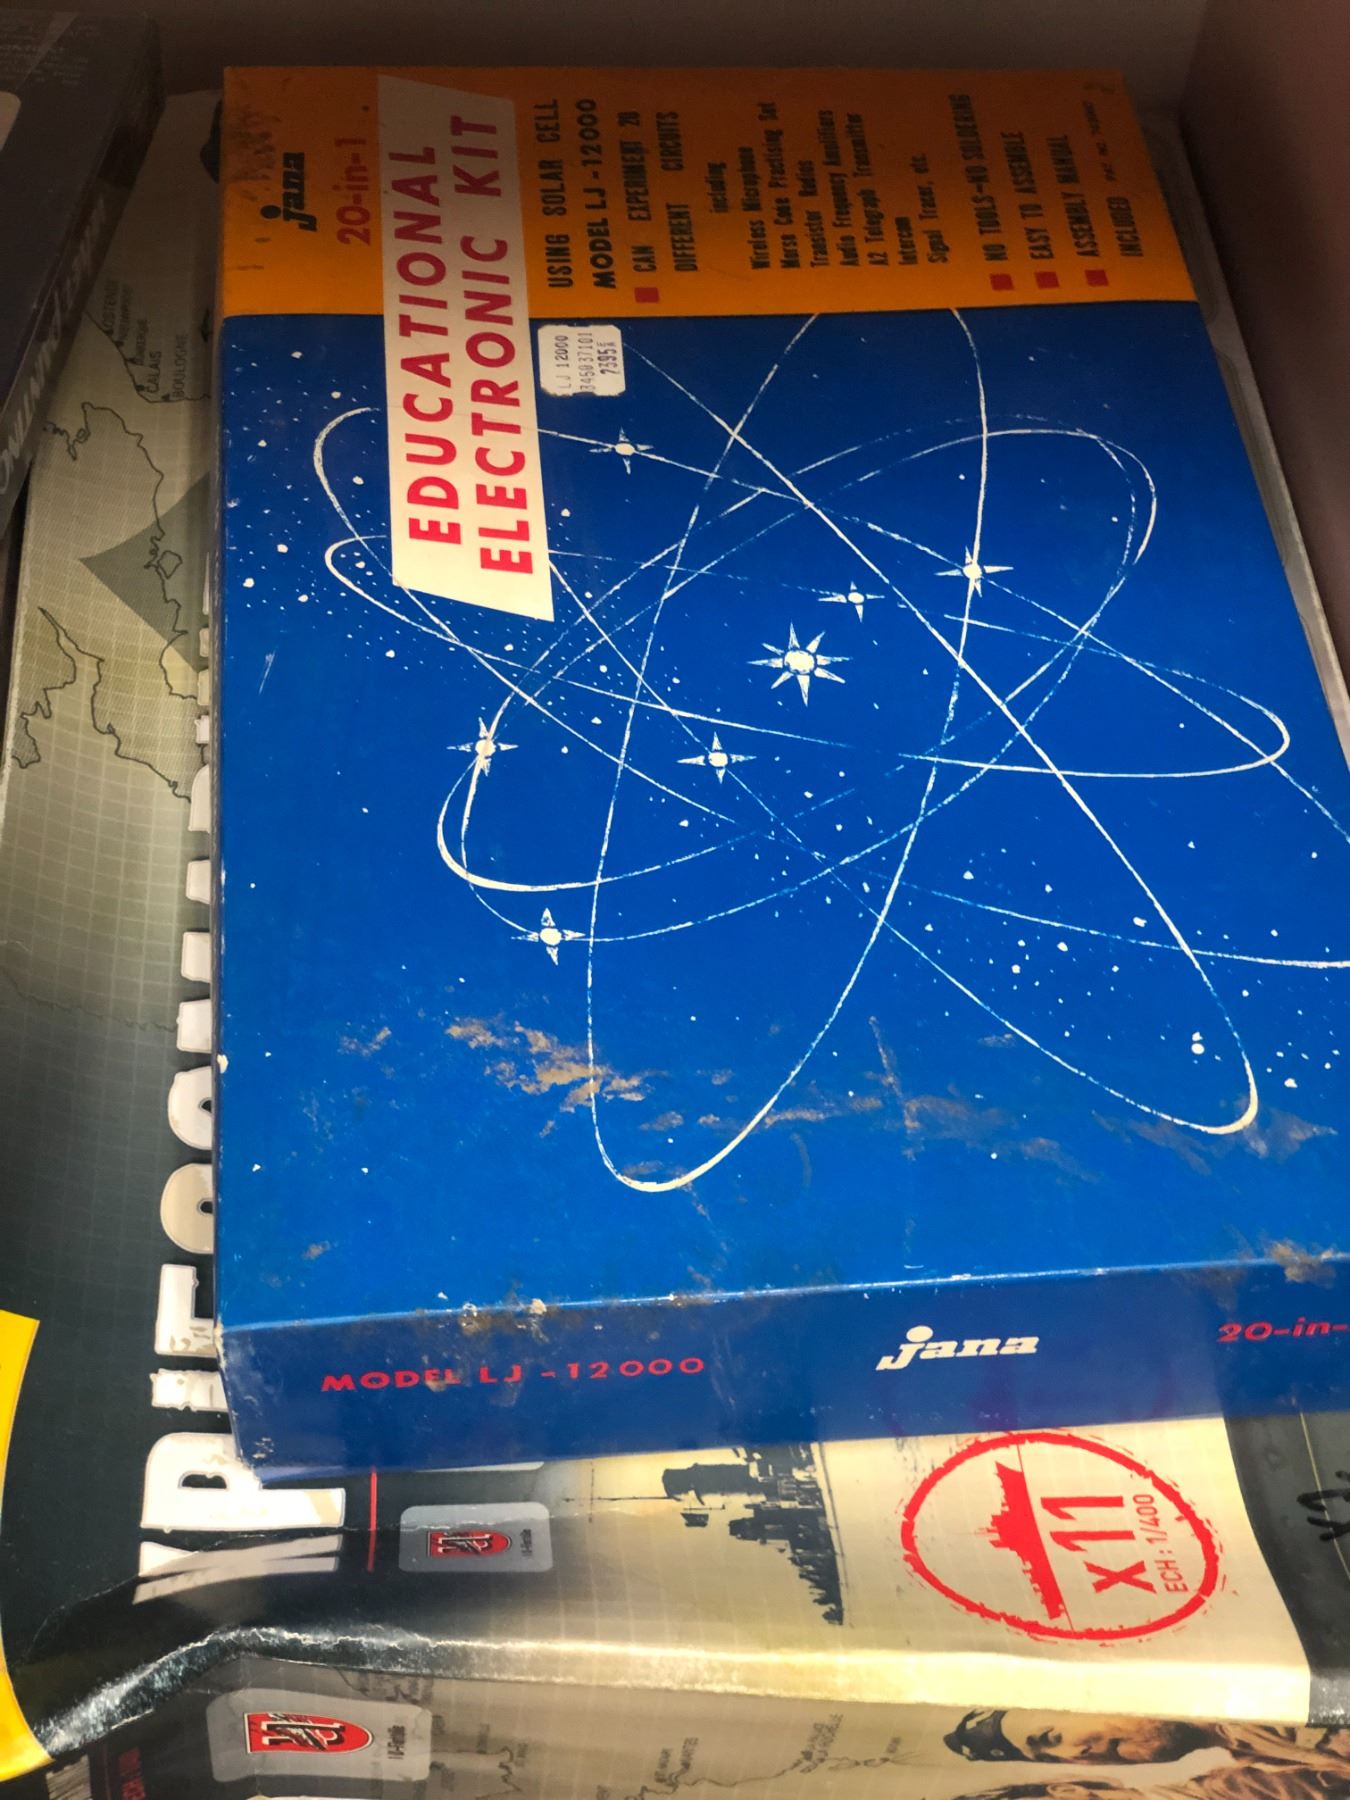 jana
20-in-1
EDUCATIONAL
ELECTRONIC KIT
USING SOLAR CELL
MODEL LJ-12000
CAN EXPERIMENT 20
DIFFERENT CIRCUITS
including
Wireless Microphone
Morse Code Practising Set
Transistor Radios
Audio Frequency Amplifiers
A2 Telegraph Transmitter
Intercom
Signal Tracer, etc.
NO TOOLS-NO SOLDERING
EASY TO ASSEMBLE
ASSEMBLY MANUAL
INCLUDED
LJ 12000
345037101
MODEL LJ-12000
jana
20-in-
CALAIS
BOULOGNE
x11
ECH: 1/400